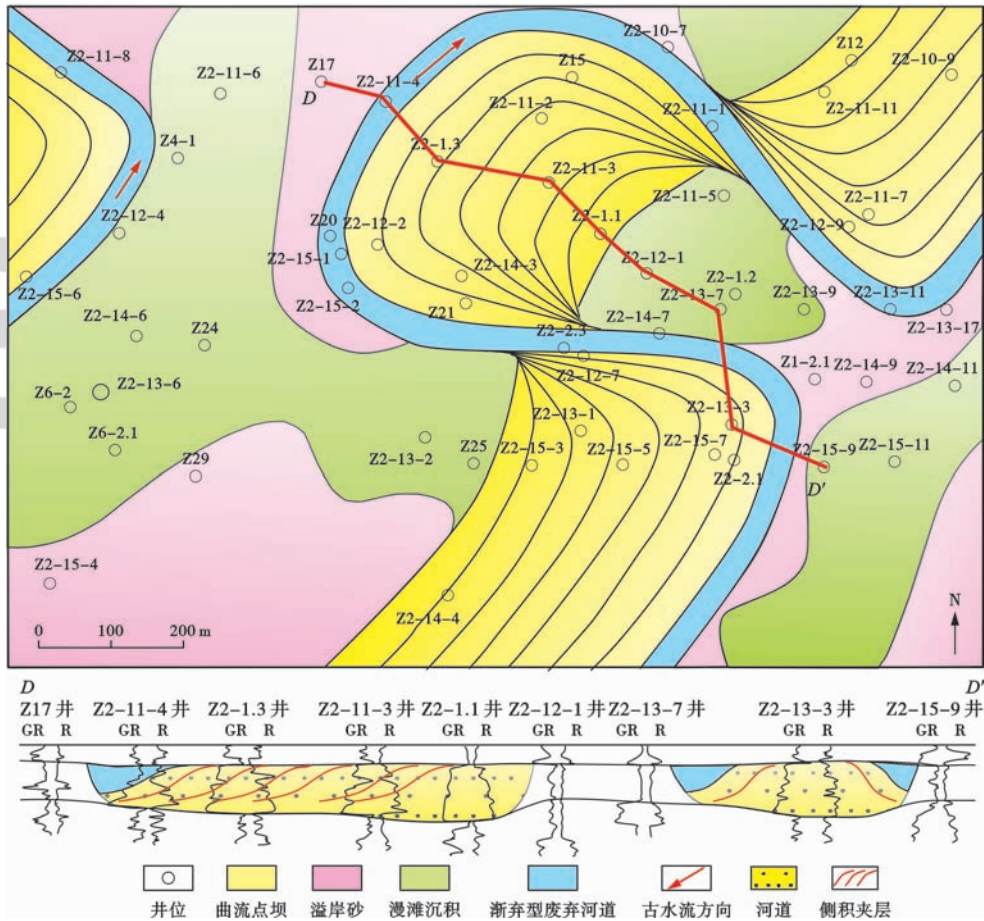 Z2-11-8
Z2-11-6
Z17
D
Z2-11-4
Z2-10-7
Z15
Z12
Z2-10-9
Z2-11-2
Z2-11-1
Z2-11-11
Z4-1
Z2-1.3
Z2-11-3
Z2-11-5
Z2-11-7
Z2-12-4
Z20
Z2-12-2
Z2-1.1
Z2-12-9
Z2-15-1
Z2-12-1
Z2-15-6
Z2-15-2
Z2-14-3
Z2-1.2
Z21
Z2-13-7
Z2-13-9
Z2-13-11
Z2-13-17
Z2-14-6
Z24
Z2-2.3
Z2-14-7
Z2-12-7
Z1-2.1
Z2-14-9
Z2-14-11
Z6-2
Z2-13-6
Z2-13-1
Z2-13-3
Z6-2.1
Z29
Z2-13-2
Z25
Z2-15-3
Z2-15-5
Z2-15-7
Z2-2.1
Z2-15-9
Z2-15-11
D'
Z2-15-4
Z2-14-4
0 100 200 m
N
D D'
Z17井 Z2-11-4井 Z2-1.3井 Z2-11-3井 Z2-1.1井 Z2-12-1井 Z2-13-7井 Z2-13-3井 Z2-15-9井
GR R GR R GR R GR R GR R GR R GR R GR R GR R
井位 曲流点坝 溢岸砂 漫滩沉积 渐弃型废弃河道 古水流方向 河道 侧积夹层